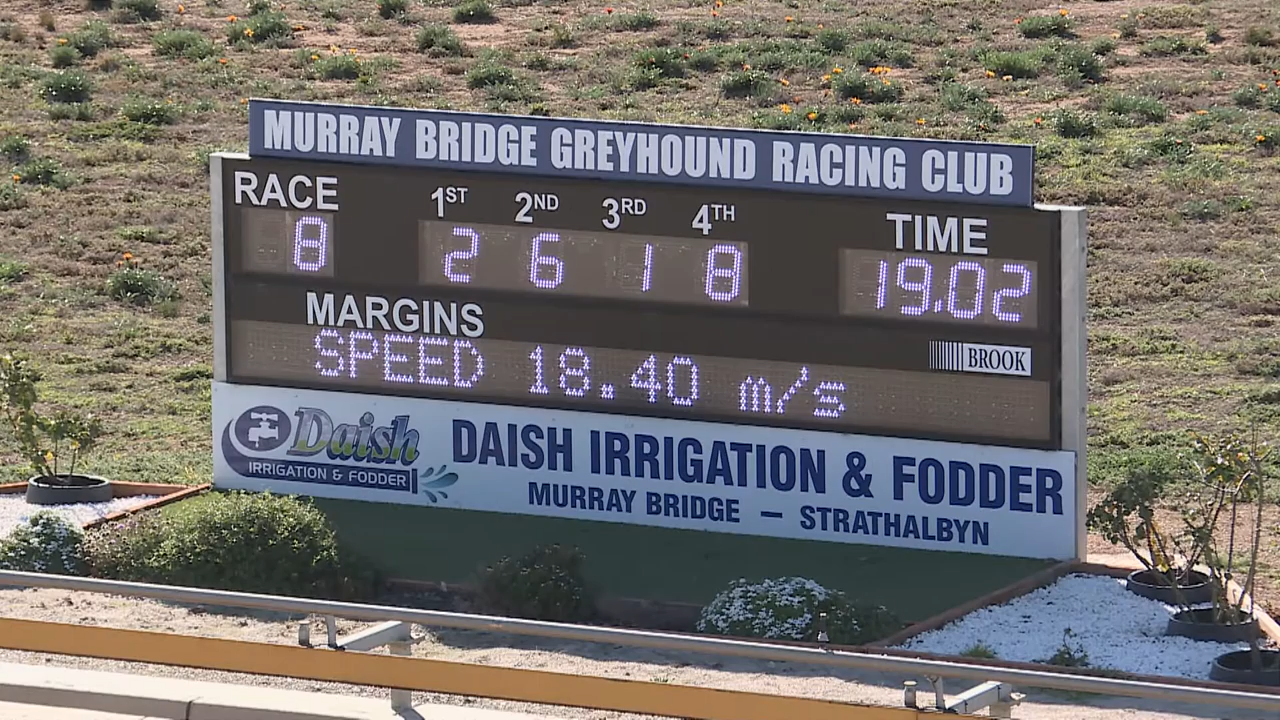 MURRAY BRIDGE GREYHOUND RACING CLUB
RACE 1ST 2ND 3RD 4TH TIME
8 2 6 1 8 19.02
MARGINS
SPEED 18.40 m/s
BROOK
Daish
IRRIGATION & FODDER
DAISH IRRIGATION & FODDER
MURRAY BRIDGE – STRATHALBYN